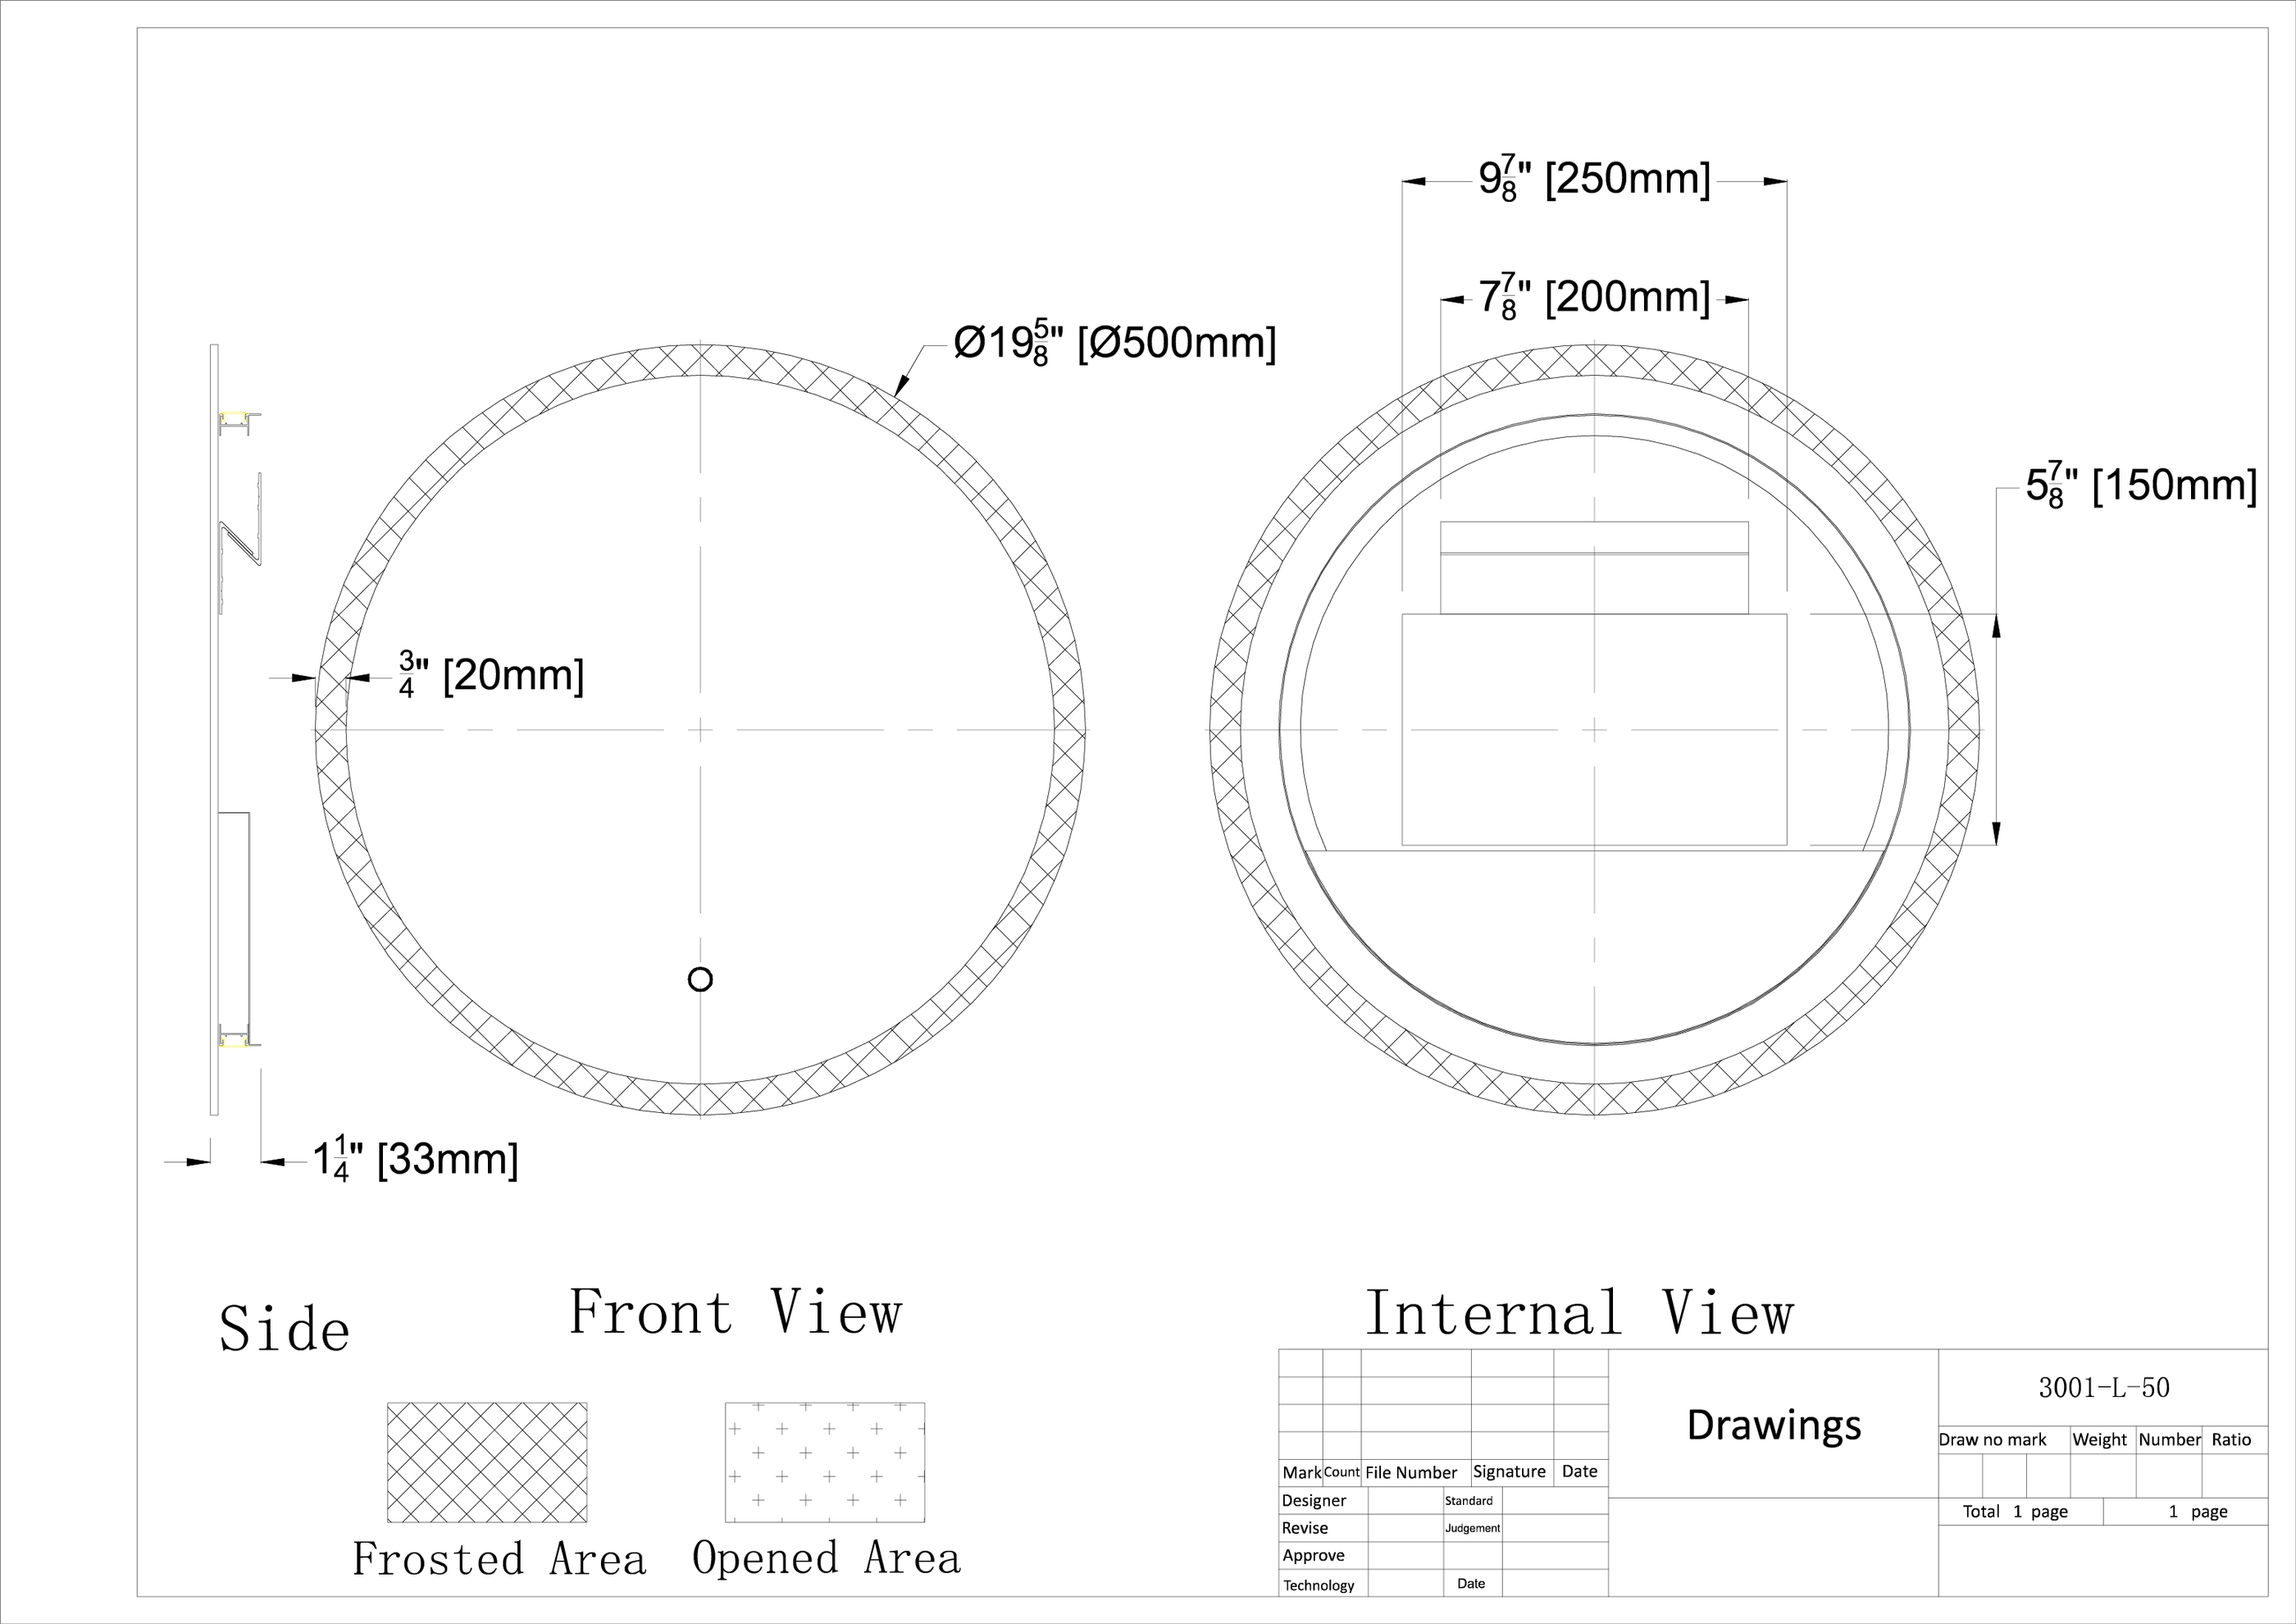 9 7/8" [250mm]
7 7/8" [200mm]
Ø19 5/8" [Ø500mm]
5 7/8" [150mm]
3/4" [20mm]
1 1/4" [33mm]
Side
Front View
Internal View
Frosted Area
Opened Area
Mark Count File Number Signature Date
Designer Standard
Revise Judgement
Approve
Technology Date
Drawings
3001-L-50
Draw no mark Weight Number Ratio
Total 1 page 1 page